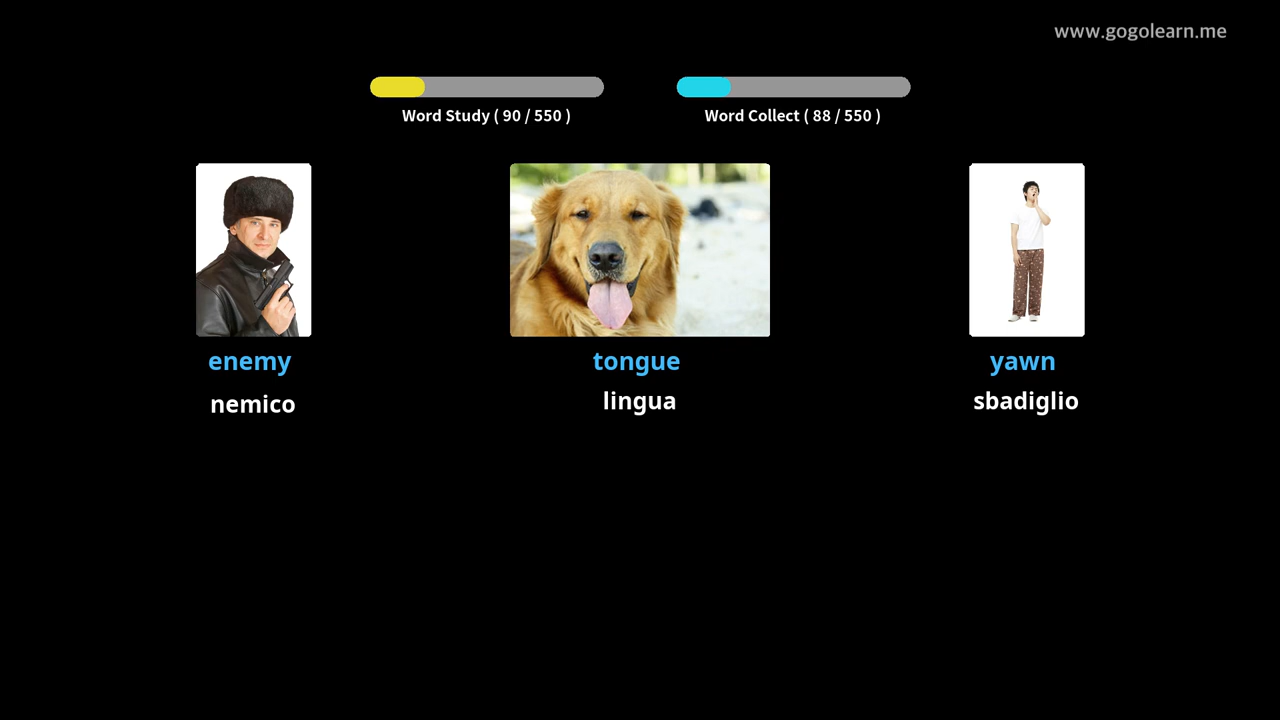 www.gogolearn.me
Word Study ( 90 / 550 )
Word Collect ( 88 / 550 )
enemy
tongue
yawn
nemico
lingua
sbadiglio